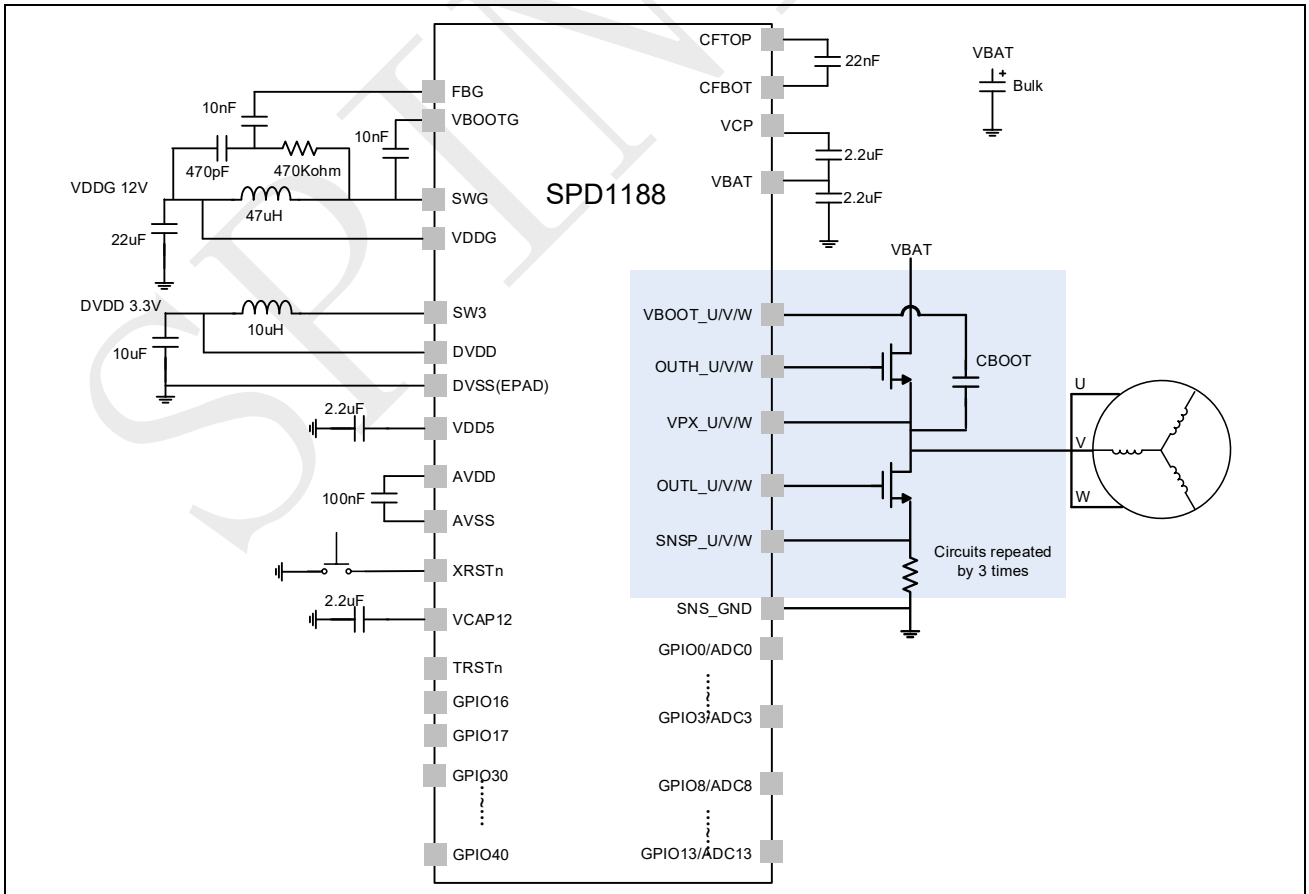 SPIN
SPD1188
FBG
VBOOTG
SWG
VDDG
SW3
DVDD
DVSS(EPAD)
VDD5
AVDD
AVSS
XRSTn
VCAP12
TRSTn
GPIO16
GPIO17
GPIO30
GPIO40
10nF
10nF
470pF
470Kohm
VDDG 12V
47uH
22uF
DVDD 3.3V
10uH
10uF
2.2uF
100nF
2.2uF
CFTOP
CFBOT
VCP
VBAT
22nF
2.2uF
2.2uF
VBAT
+
Bulk
VBAT
VBOOT_U/V/W
OUTH_U/V/W
VPX_U/V/W
OUTL_U/V/W
SNSP_U/V/W
SNS_GND
CBOOT
Circuits repeated
by 3 times
U
V
W
GPIO0/ADC0
GPIO3/ADC3
GPIO8/ADC8
GPIO13/ADC13